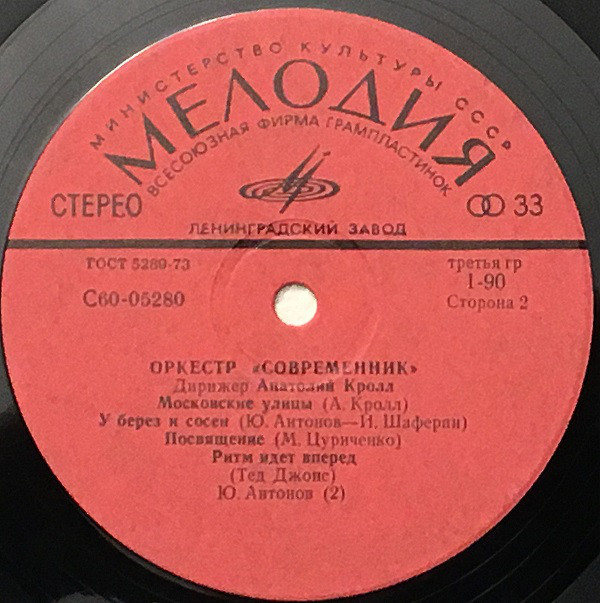 МИНИСТЕРСТВО КУЛЬТУРЫ СССР
МЕЛОДИЯ
ВСЕСОЮЗНАЯ ФИРМА ГРАМПЛАСТИНОК
СТЕРЕО
33
ЛЕНИНГРАДСКИЙ ЗАВОД
ГОСТ 5289-73
третья гр
С60-05280
1-90
Сторона 2
ОРКЕСТР «СОВРЕМЕННИК»
Дирижер Анатолий Кролл
Московские улицы (А. Кролл)
У берез и сосен (Ю. Антонов—И. Шаферан)
Посвящение (М. Цуриченко)
Ритм идет вперед
(Тед Джонс)
Ю. Антонов (2)